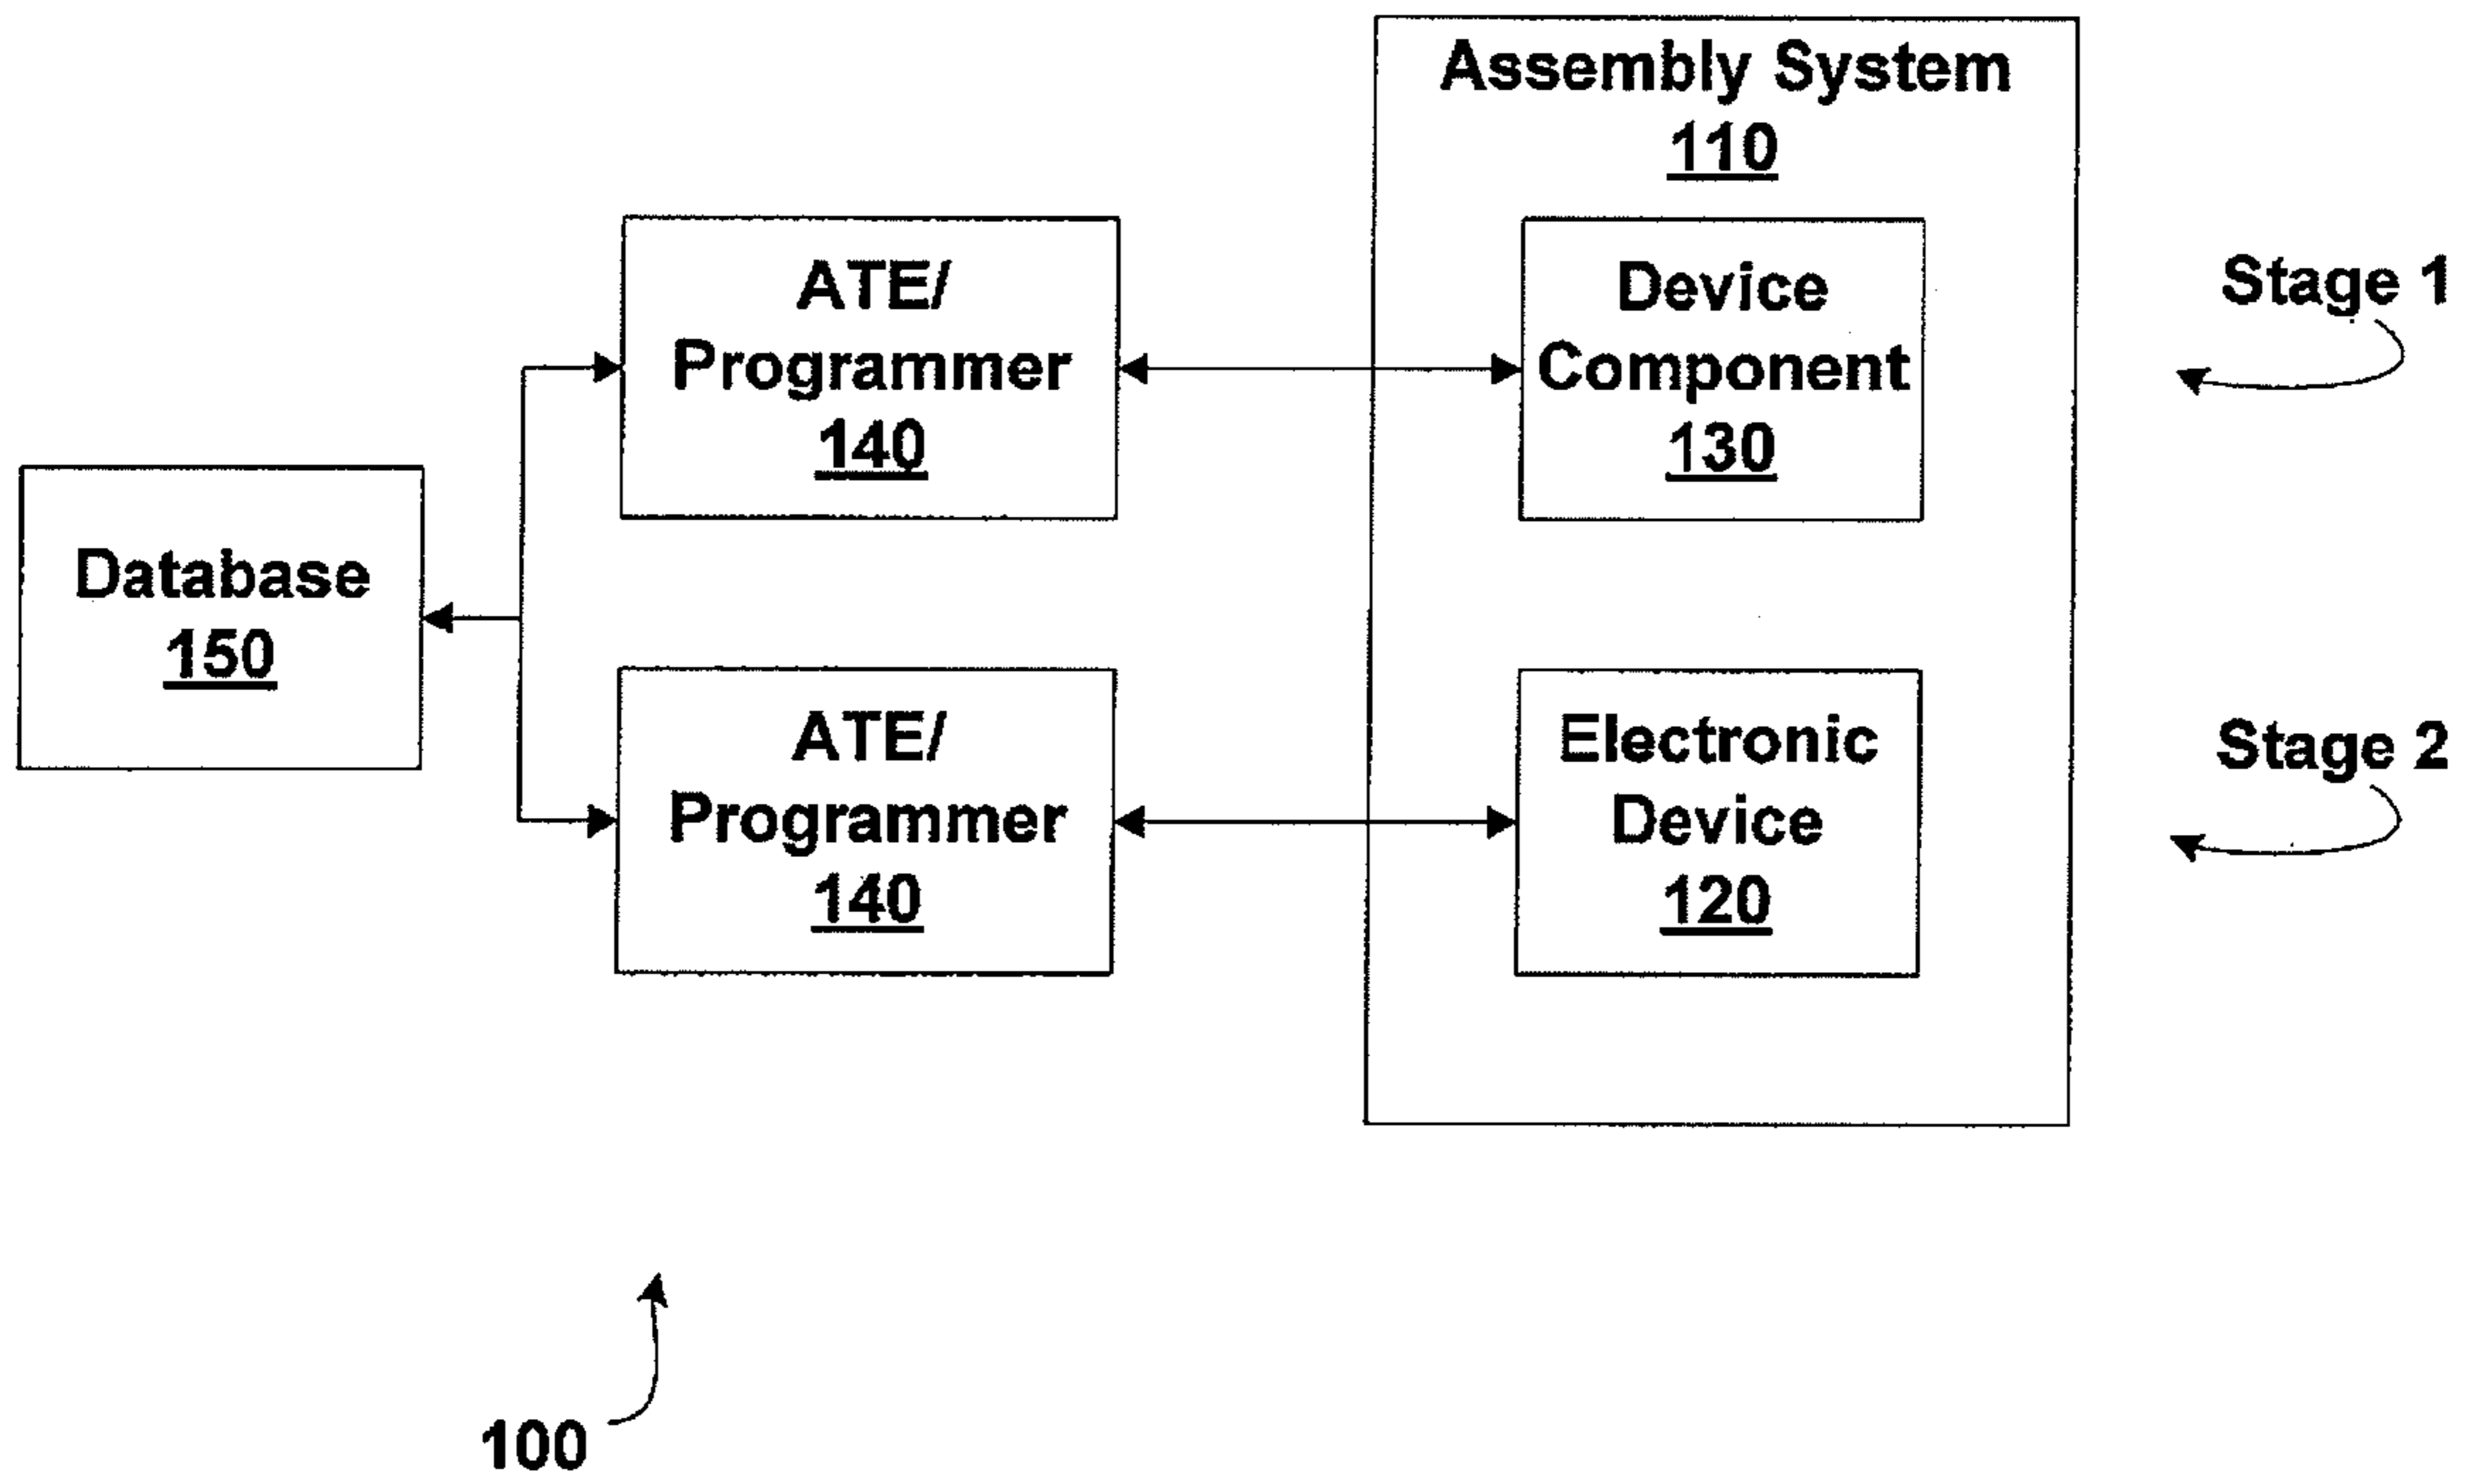 Assembly System
110
ATE/
Programmer
140
Device
Component
130
Stage 1
Database
150
ATE/
Programmer
140
Electronic
Device
120
Stage 2
100